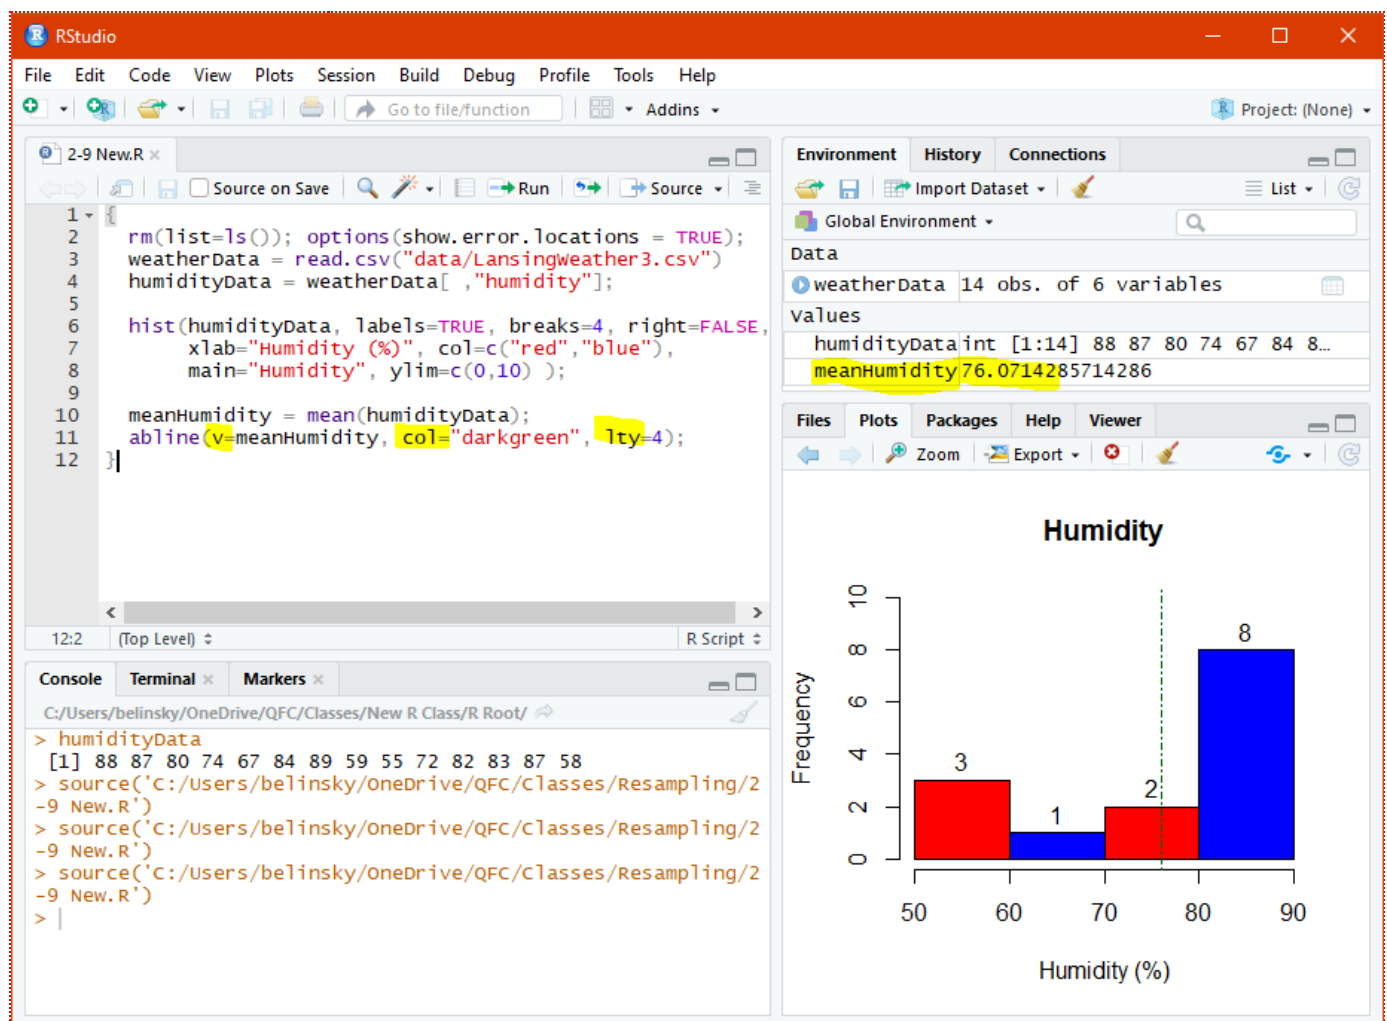 RStudio
File Edit Code View Plots Session Build Debug Profile Tools Help
Go to file/function Addins Project: (None)
2-9 New.R
Source on Save Run Source
1 {
2 rm(list=ls()); options(show.error.locations = TRUE);
3 weatherData = read.csv("data/LansingWeather3.csv")
4 humidityData = weatherData[ ,"humidity"];
5
6 hist(humidityData, labels=TRUE, breaks=4, right=FALSE,
7 xlab="Humidity (%)", col=c("red","blue"),
8 main="Humidity", ylim=c(0,10) );
9
10 meanHumidity = mean(humidityData);
11 abline(v=meanHumidity, col="darkgreen", lty=4);
12 }
12:2 (Top Level) R Script
Console Terminal Markers
C:/Users/belinsky/OneDrive/QFC/Classes/New R Class/R Root/
> humidityData
[1] 88 87 80 74 67 84 89 59 55 72 82 83 87 58
> source('C:/Users/belinsky/OneDrive/QFC/Classes/Resampling/2
-9 New.R')
> source('C:/Users/belinsky/OneDrive/QFC/Classes/Resampling/2
-9 New.R')
> source('C:/Users/belinsky/OneDrive/QFC/Classes/Resampling/2
-9 New.R')
>
Environment History Connections
Import Dataset List
Global Environment
Data
weatherData 14 obs. of 6 variables
Values
humidityData int [1:14] 88 87 80 74 67 84 8…
meanHumidity 76.0714285714286
Files Plots Packages Help Viewer
Zoom Export
Humidity
Frequency
10
8
6
4
2
0
3
1
2
8
50 60 70 80 90
Humidity (%)